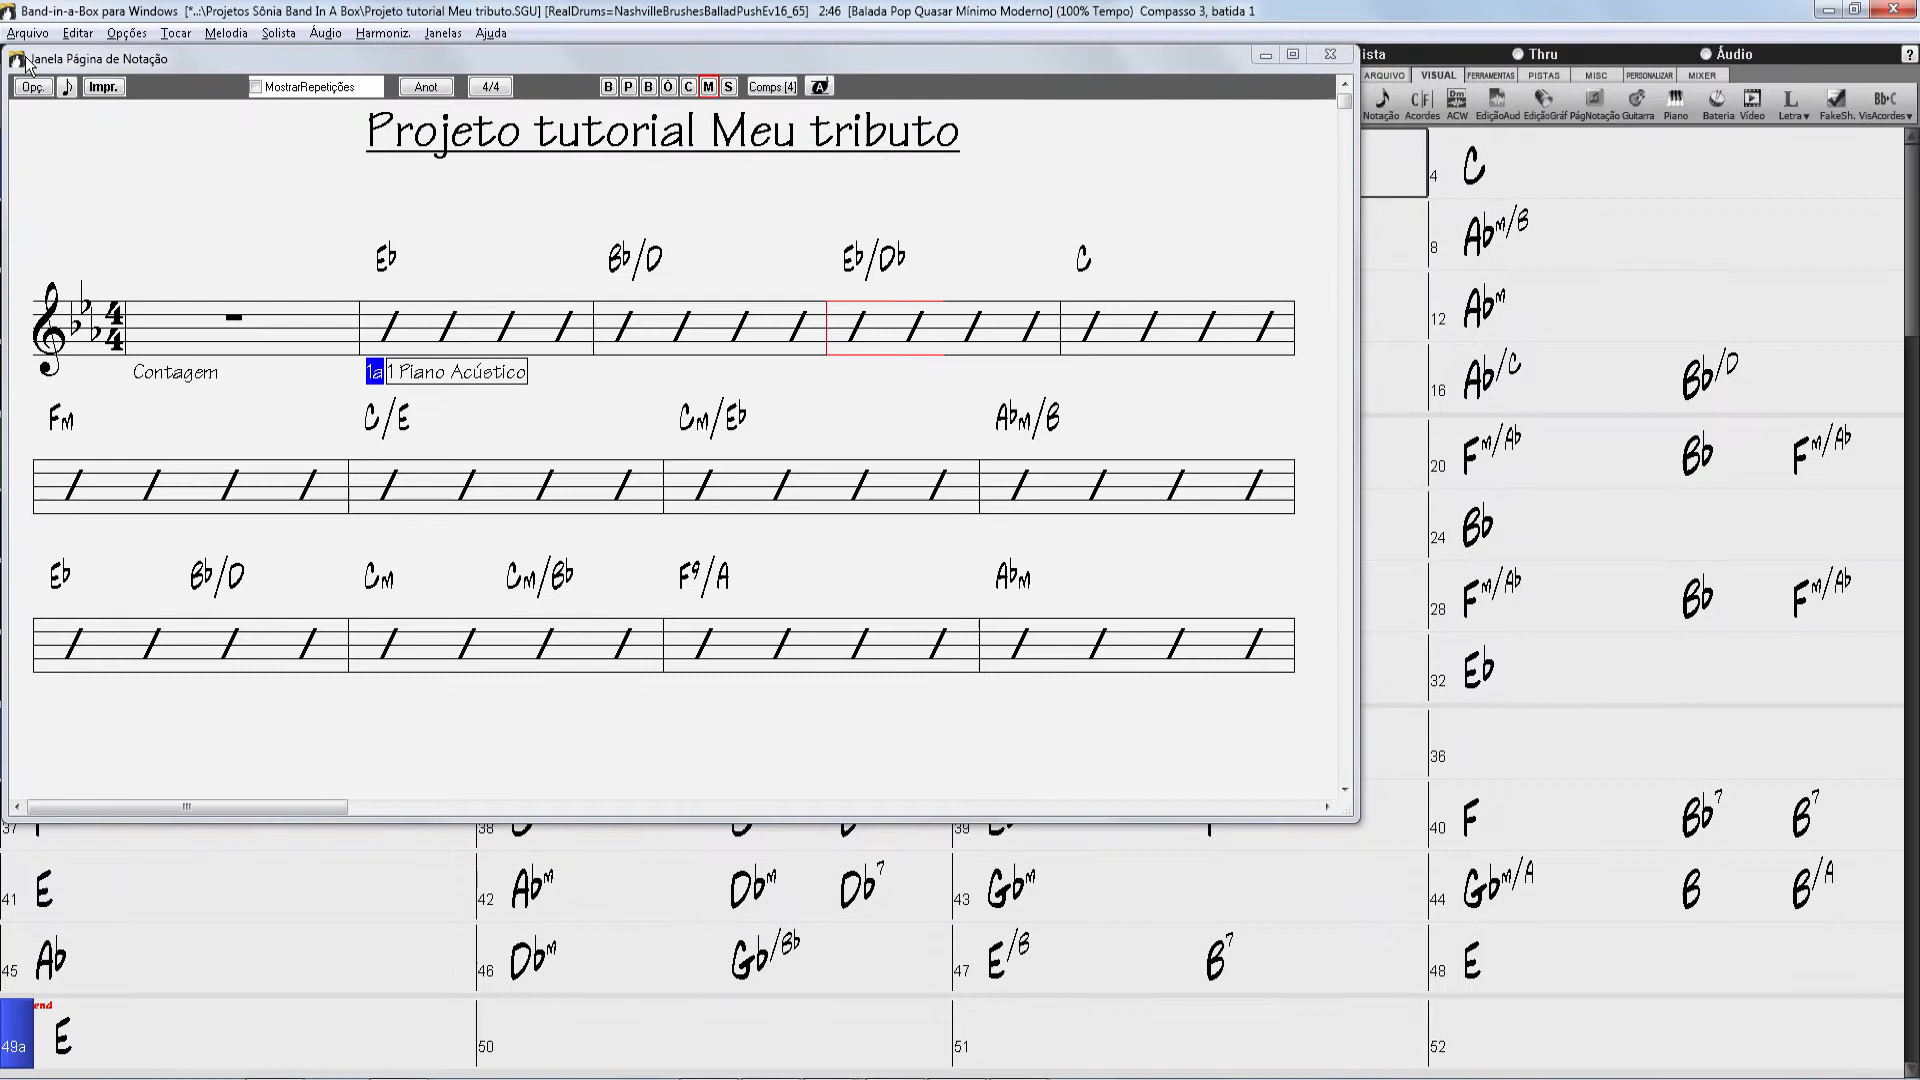 Band-in-a-Box para Windows [*..:\Projetos Sônia Band In A Box\Projeto tutorial Meu tributo.SGU] [RealDrums=NashvilleBrushesBalladPushEv16_65] 2:46 [Balada Pop Quasar Mínimo Moderno] (100% Tempo) Compasso 3, batida 1
Arquivo Editar Opções Tocar Melodia Solista Áudio Harmoniz. Janelas Ajuda
Janela Página de Notação
ista Thru Áudio ?
ARQUIVO VISUAL FERRAMENTAS PISTAS MISC PERSONALIZAR MIXER
Opç. Impr. MostrarRepetições Anot 4/4 B P B Ó C M S Comps [4] A
Notação Acordes ACW EdiçãoAud EdiçãoGráf PágNotação Guitarra Piano Bateria Vídeo Letra FakeSh. VisAcordes
Projeto tutorial Meu tributo
Eb Bb/D Eb/Db C
4 4
Contagem 1a 1 Piano Acústico
Fm C/E Cm/Eb Abm/B
Eb Bb/D Cm Cm/Bb F9/A Abm
4 C
8 Abm/B
12 Abm
16 Ab/C Bb/D
20 Fm/Ab Bb Fm/Ab
24 Bb
28 Fm/Ab Bb Fm/Ab
32 Eb
36
37 38 39 40 F Bb7 B7
41 E 42 Abm Dbm Db7 43 Gbm 44 Gbm/A B B/A
45 Ab 46 Dbm Gb/Bb 47 E/B B7 48 E
end
49a E 50 51 52